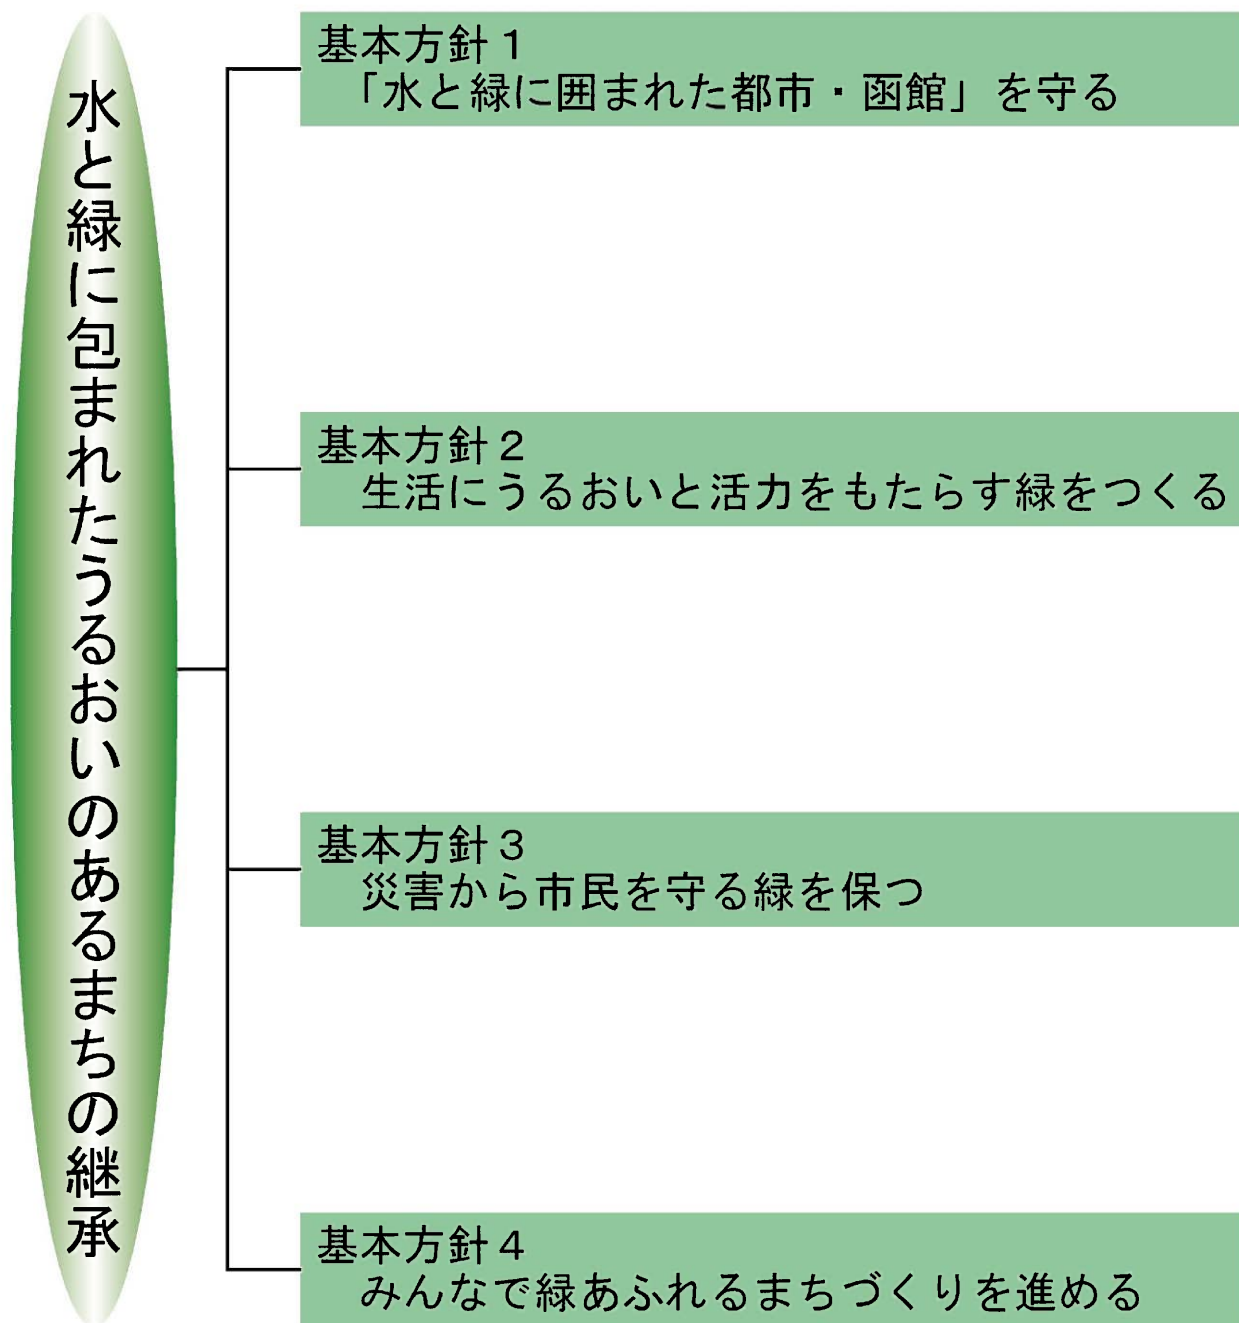 水と緑に包まれたうるおいのあるまちの継承
基本方針１
「水と緑に囲まれた都市・函館」を守る
基本方針２
生活にうるおいと活力をもたらす緑をつくる
基本方針３
災害から市民を守る緑を保つ
基本方針４
みんなで緑あふれるまちづくりを進める